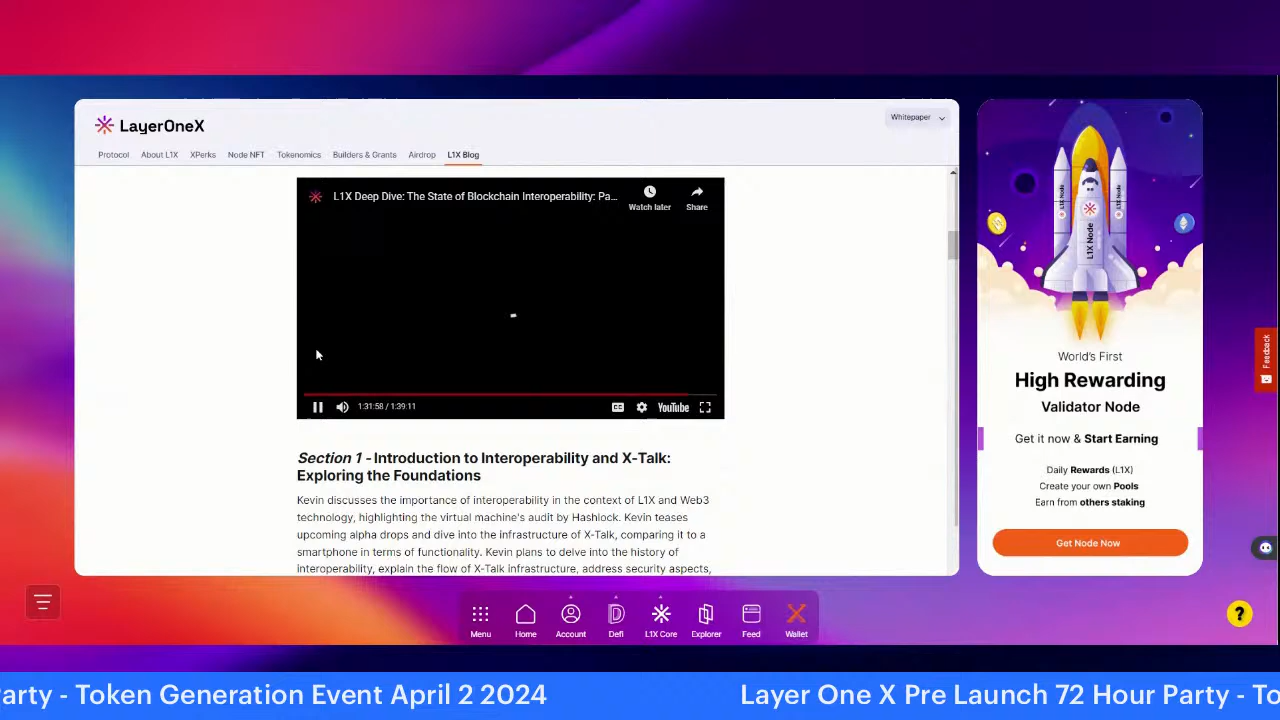 LayerOneX
Whitepaper
Protocol About L1X XPerks Node NFT Tokenomics Builders & Grants Airdrop L1X Blog
L1X Deep Dive: The State of Blockchain Interoperability: Pa...
Watch later Share
1:31:58 / 1:39:11
CC
YouTube
Section 1 - Introduction to Interoperability and X-Talk:
Exploring the Foundations
Kevin discusses the importance of interoperability in the context of L1X and Web3
technology, highlighting the virtual machine's audit by Hashlock. Kevin teases
upcoming alpha drops and dive into the infrastructure of X-Talk, comparing it to a
smartphone in terms of functionality. Kevin plans to delve into the history of
interoperability, explain the flow of X-Talk infrastructure, address security aspects,
L1X Node
L1X Node
L1X Node
World's First
High Rewarding
Validator Node
Get it now & Start Earning
Daily Rewards (L1X)
Create your own Pools
Earn from others staking
Get Node Now
Feedback
?
Menu Home Account Defi L1X Core Explorer Feed Wallet
arty - Token Generation Event April 2 2024 Layer One X Pre Launch 72 Hour Party - To